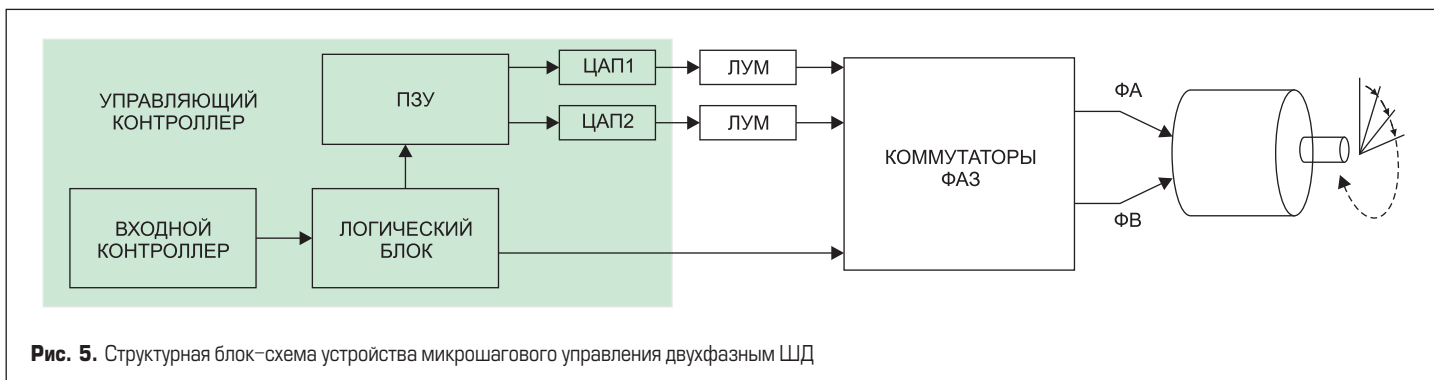 УПРАВЛЯЮЩИЙ
КОНТРОЛЛЕР
ПЗУ
ЦАП1
ЛУМ
ЦАП2
ЛУМ
ВХОДНОЙ
КОНТРОЛЛЕР
ЛОГИЧЕСКИЙ
БЛОК
КОММУТАТОРЫ
ФАЗ
ФА
ФВ
Рис. 5. Структурная блок–схема устройства микрошагового управления двухфазным ШД